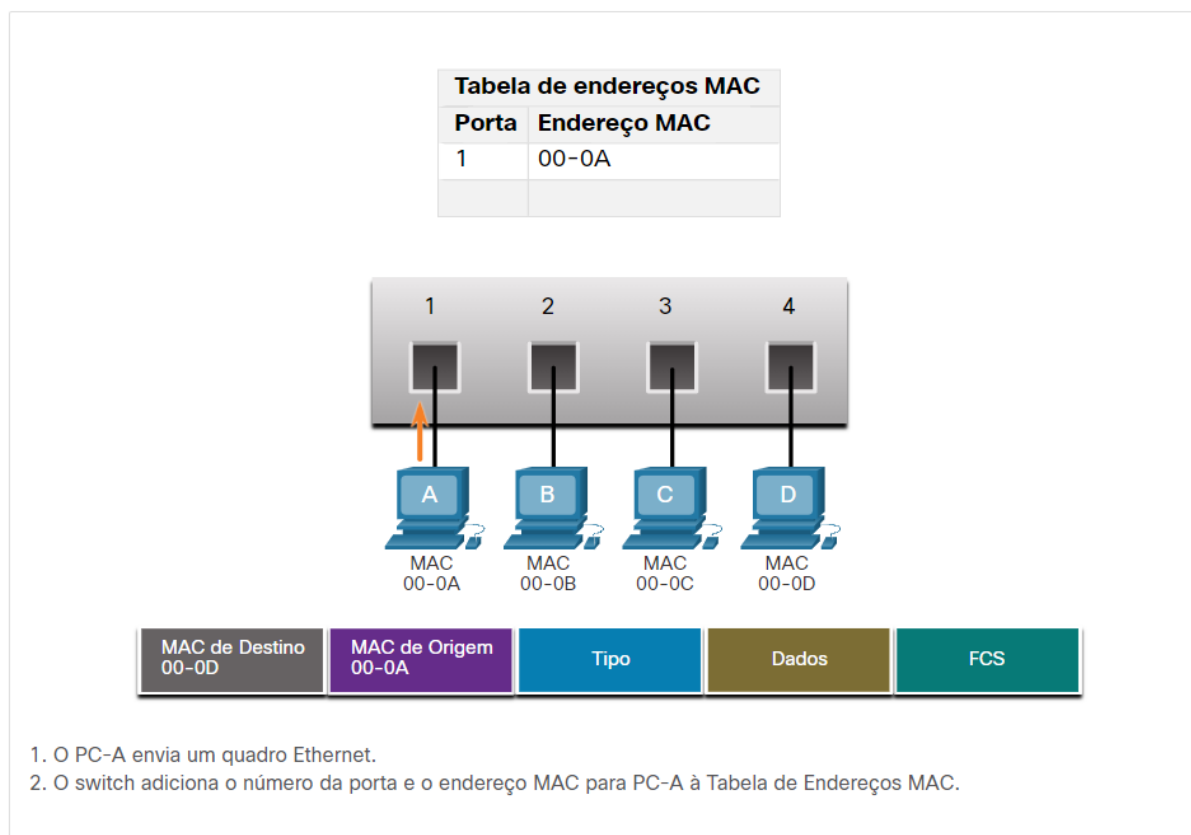 Tabela de endereços MAC
Porta Endereço MAC
1 00-0A
1 2 3 4
A B C D
MAC MAC MAC MAC
00-0A 00-0B 00-0C 00-0D
MAC de Destino MAC de Origem Tipo Dados FCS
00-0D 00-0A
1. O PC-A envia um quadro Ethernet.
2. O switch adiciona o número da porta e o endereço MAC para PC-A à Tabela de Endereços MAC.